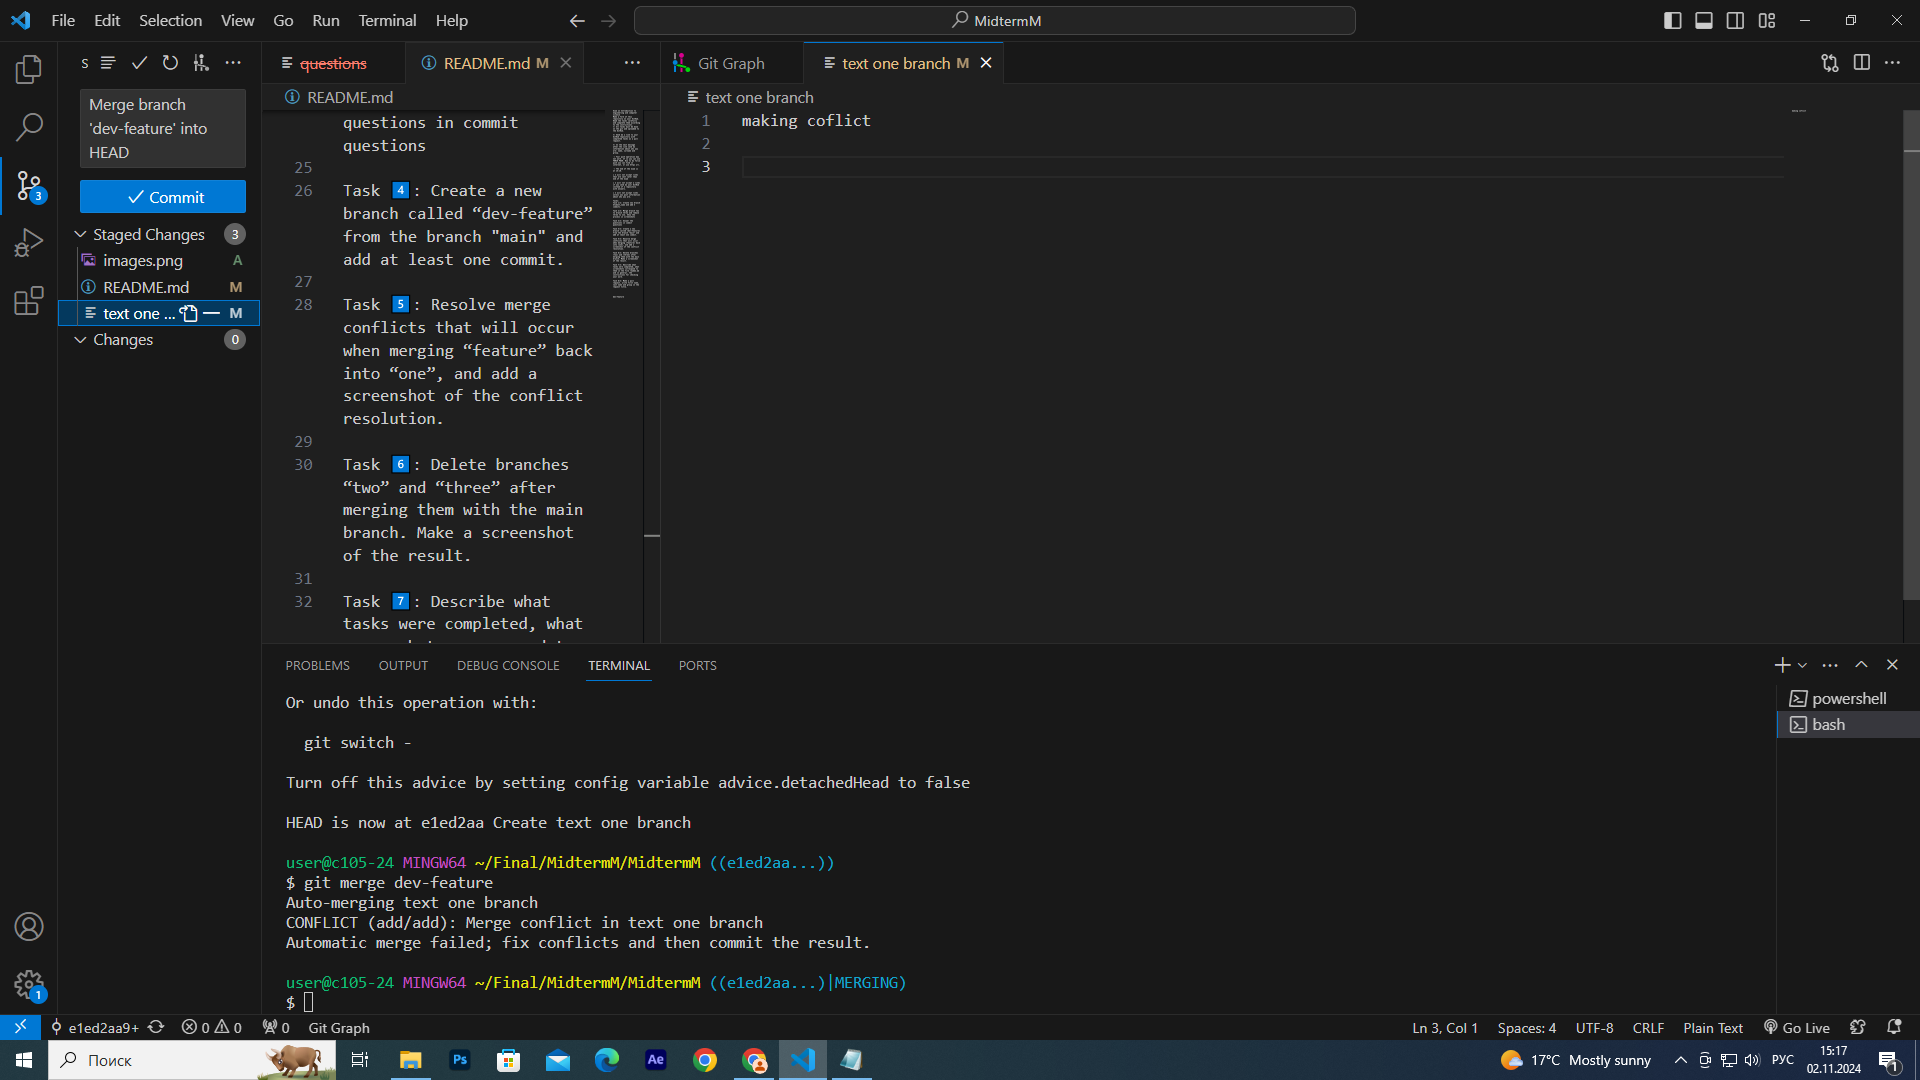 File Edit Selection View Go Run Terminal Help
MidtermM
S
questions
README.md M
Git Graph
text one branch M
Merge branch
'dev-feature' into
HEAD
Commit
Staged Changes 3
images.png A
README.md M
text one ... M
Changes 0
3
1
README.md
questions in commit
questions
25
26 Task 4: Create a new
branch called “dev-feature”
from the branch "main" and
add at least one commit.
27
28 Task 5: Resolve merge
conflicts that will occur
when merging “feature” back
into “one”, and add a
screenshot of the conflict
resolution.
29
30 Task 6: Delete branches
“two” and “three” after
merging them with the main
branch. Make a screenshot
of the result.
31
32 Task 7: Describe what
tasks were completed, what
text one branch
1 making coflict
2
3
PROBLEMS OUTPUT DEBUG CONSOLE TERMINAL PORTS
Or undo this operation with:
git switch -
Turn off this advice by setting config variable advice.detachedHead to false
HEAD is now at e1ed2aa Create text one branch
user@c105-24 MINGW64 ~/Final/MidtermM/MidtermM ((e1ed2aa...))
$ git merge dev-feature
Auto-merging text one branch
CONFLICT (add/add): Merge conflict in text one branch
Automatic merge failed; fix conflicts and then commit the result.
user@c105-24 MINGW64 ~/Final/MidtermM/MidtermM ((e1ed2aa...)|MERGING)
$
powershell
bash
e1ed2aa9+ 0 0 0 Git Graph
Ln 3, Col 1 Spaces: 4 UTF-8 CRLF Plain Text Go Live
Поиск
Ps
Ae
17°C Mostly sunny
РУС
15:17
02.11.2024
1